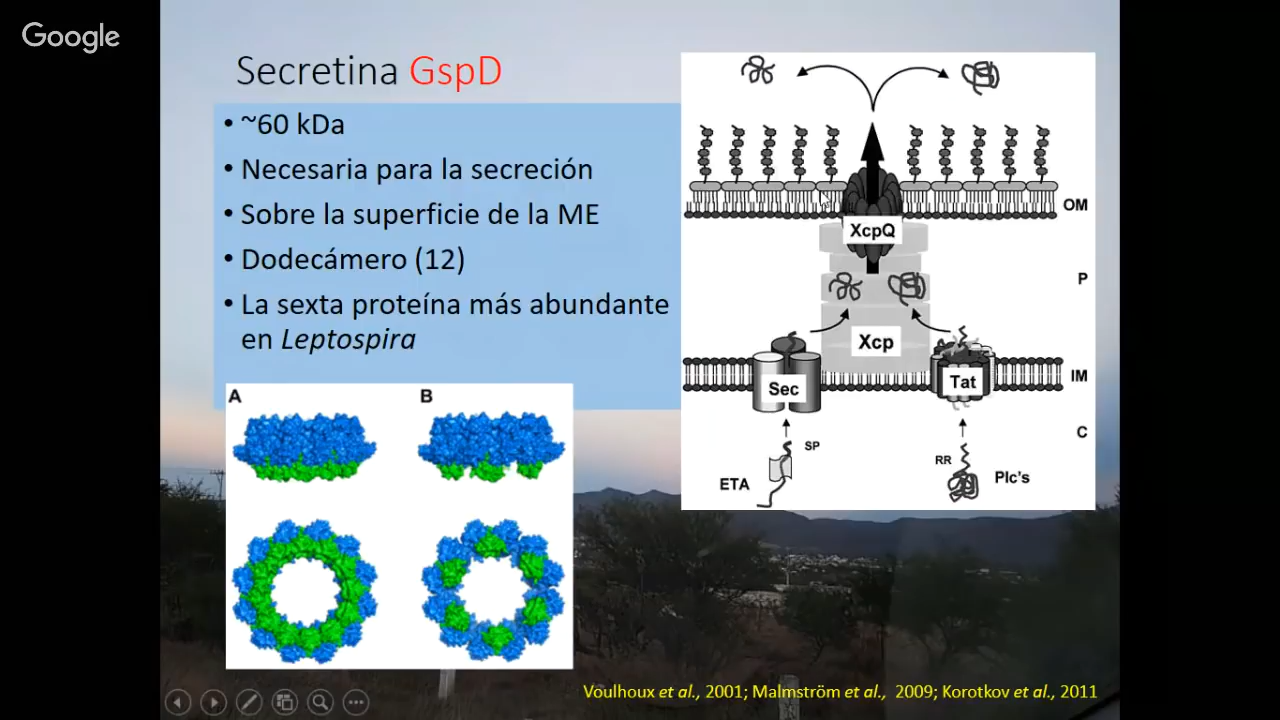 Google
Secretina GspD
• ~60 kDa
• Necesaria para la secreción
• Sobre la superficie de la ME
• Dodecámero (12)
• La sexta proteína más abundante
en Leptospira
A
B
OM
XcpQ
P
Xcp
IM
Sec
Tat
C
SP
RR
ETA
Plc's
Voulhoux et al., 2001; Malmström et al., 2009; Korotkov et al., 2011